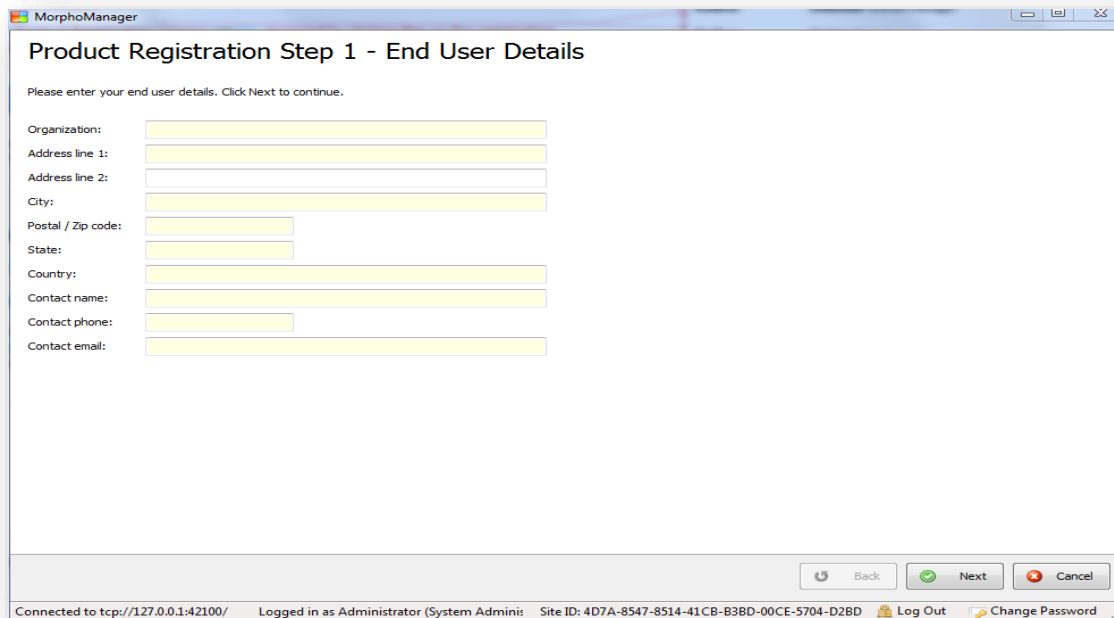 MorphoManager
Product Registration Step 1 - End User Details
Please enter your end user details. Click Next to continue.
Organization:
Address line 1:
Address line 2:
City:
Postal / Zip code:
State:
Country:
Contact name:
Contact phone:
Contact email:
Back Next Cancel
Connected to tcp://127.0.0.1:42100/ Logged in as Administrator (System Adminis Site ID: 4D7A-8547-8514-41CB-B3BD-00CE-5704-D2BD Log Out Change Password